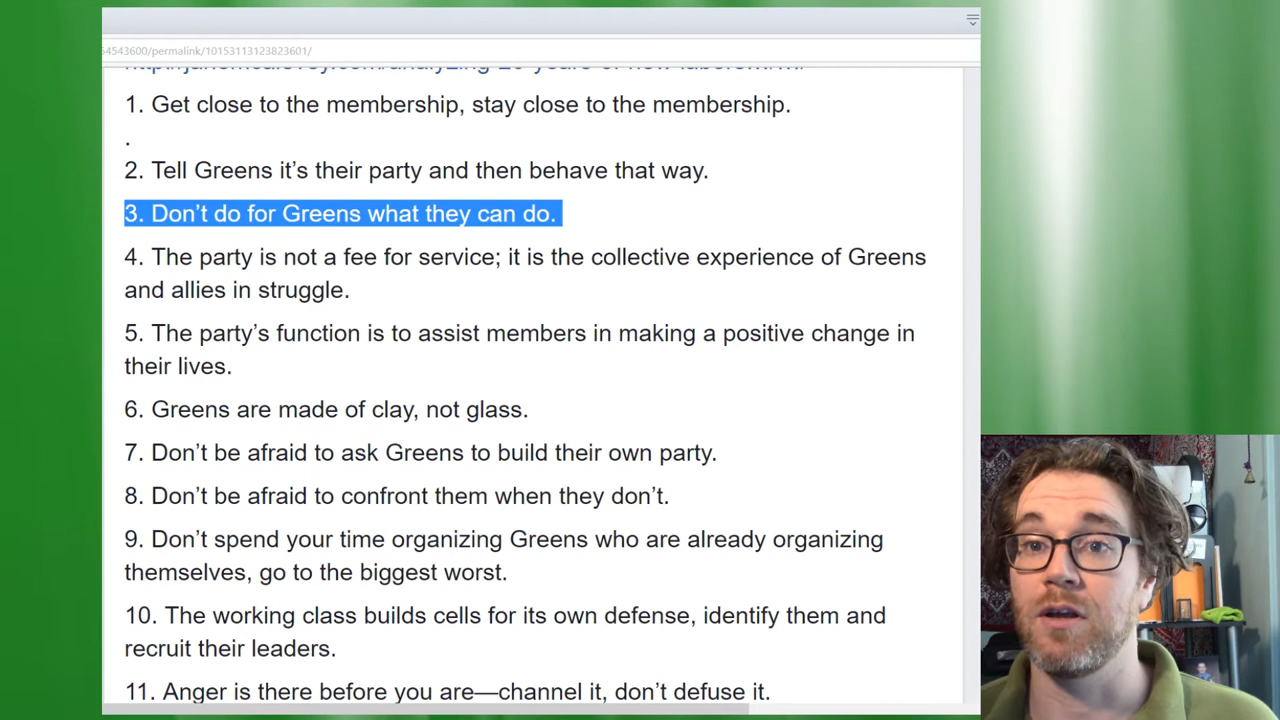 54543600/permalink/10153113123823601/
1. Get close to the membership, stay close to the membership.
.
2. Tell Greens it’s their party and then behave that way.
3. Don’t do for Greens what they can do.
4. The party is not a fee for service; it is the collective experience of Greens
and allies in struggle.
5. The party’s function is to assist members in making a positive change in
their lives.
6. Greens are made of clay, not glass.
7. Don’t be afraid to ask Greens to build their own party.
8. Don’t be afraid to confront them when they don’t.
9. Don’t spend your time organizing Greens who are already organizing
themselves, go to the biggest worst.
10. The working class builds cells for its own defense, identify them and
recruit their leaders.
11. Anger is there before you are—channel it, don’t defuse it.